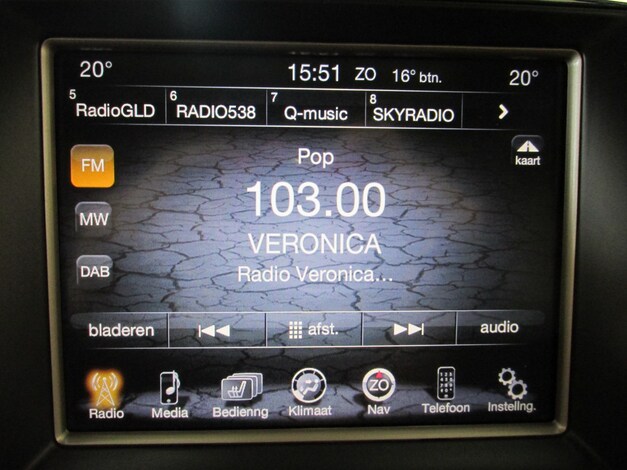 20° 15:51 ZO 16° btn. 20°
5 RadioGLD 6 RADIO538 7 Q-music 8 SKYRADIO
kaart
FM
Pop
103.00
MW
VERONICA
Radio Veronica...
DAB
bladeren afst. audio
ZO
Radio Media Bedienng Klimaat Nav Telefoon Instellng.